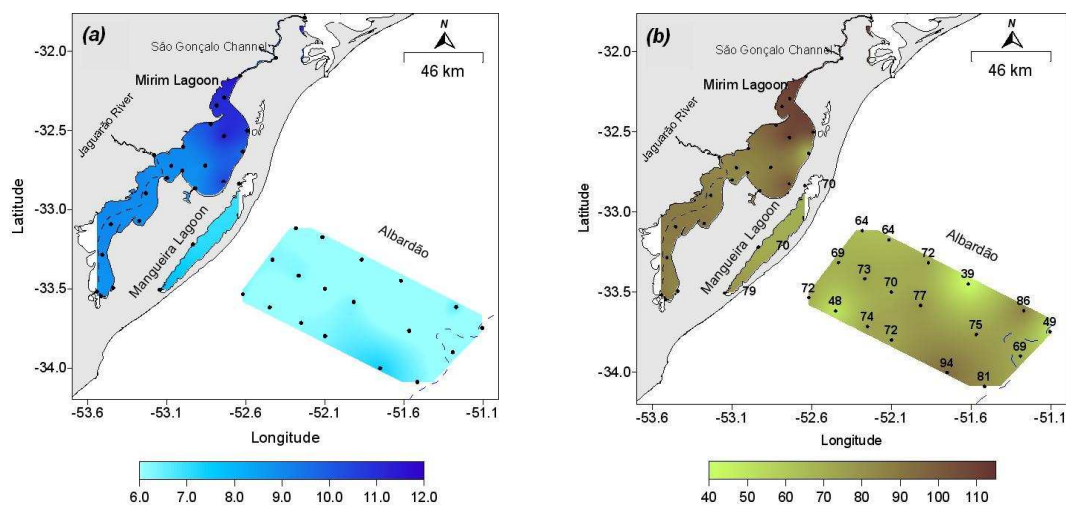 (a)
N
46 km
São Gonçalo Channel
Mirim Lagoon
Jaguarão River
Mangueira Lagoon
Albardão
Latitude
-32.0
-32.5
-33.0
-33.5
-34.0
-53.6 -53.1 -52.6 -52.1 -51.6 -51.1
Longitude
6.0 7.0 8.0 9.0 10.0 11.0 12.0
(b)
N
46 km
São Gonçalo Channel
Mirim Lagoon
Jaguarão River
Mangueira Lagoon
Albardão
70
70
79
64
64
69
72
73
39
70
72
77
86
48
74
72
75
49
69
94
81
Latitude
-32.0
-32.5
-33.0
-33.5
-34.0
-53.6 -53.1 -52.6 -52.1 -51.6 -51.1
Longitude
40 50 60 70 80 90 100 110